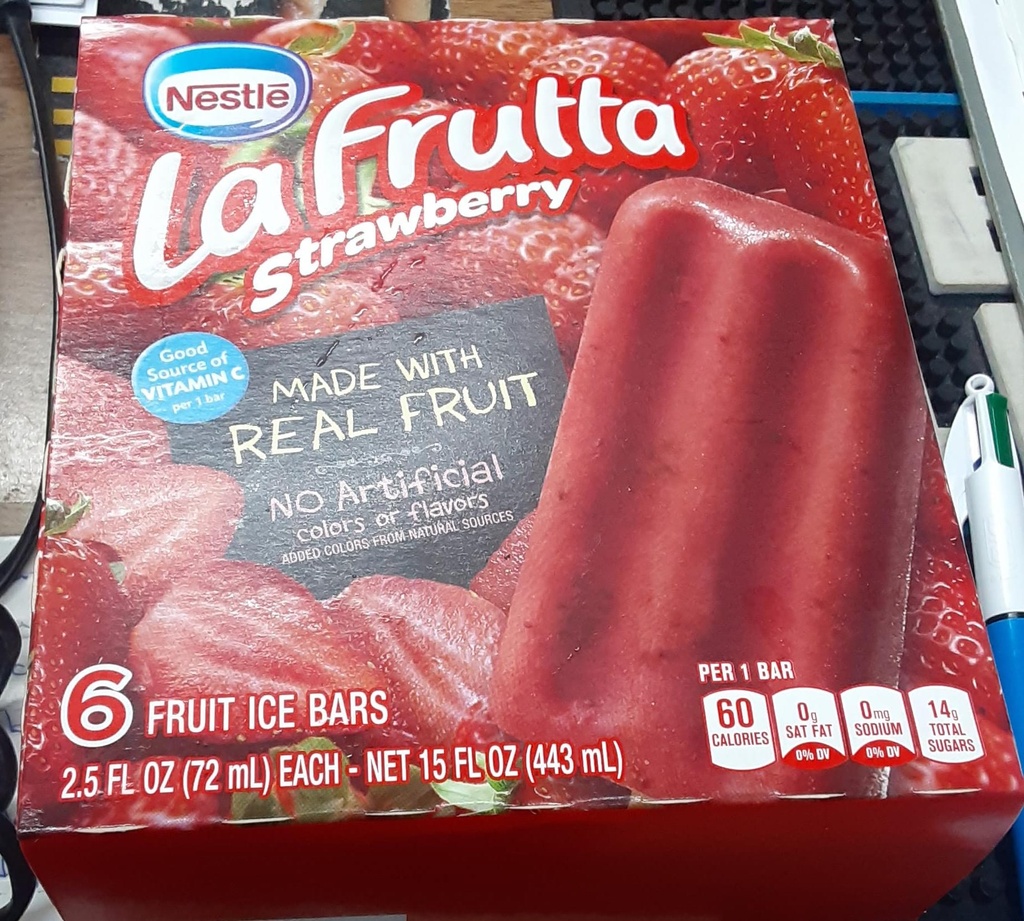 Nestlē
la Frutta
Strawberry
Good
Source of
VITAMIN C
per 1 bar
MADE WITH
REAL FRUIT
NO Artificial
colors or flavors
ADDED COLORS FROM NATURAL SOURCES
6 FRUIT ICE BARS
2.5 FL OZ (72 mL) EACH - NET 15 FL OZ (443 mL)
PER 1 BAR
60
CALORIES
0g
SAT FAT
0% DV
0mg
SODIUM
0% DV
14g
TOTAL
SUGARS